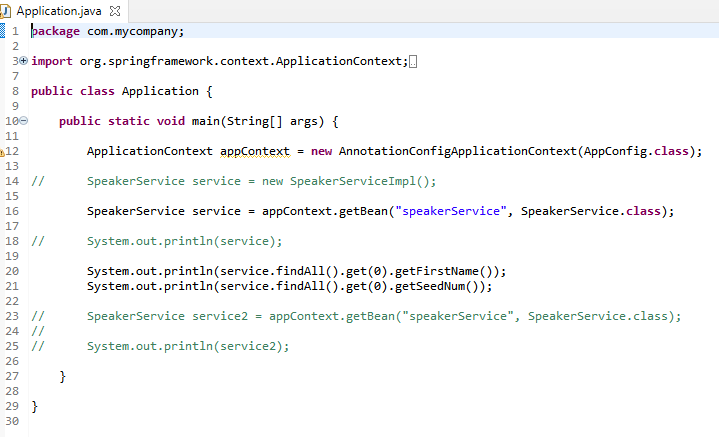 Application.java
1 package com.mycompany;
2
3 import org.springframework.context.ApplicationContext;
7
8 public class Application {
9
10 public static void main(String[] args) {
11
12 ApplicationContext appContext = new AnnotationConfigApplicationContext(AppConfig.class);
13
14 // SpeakerService service = new SpeakerServiceImpl();
15
16 SpeakerService service = appContext.getBean("speakerService", SpeakerService.class);
17
18 // System.out.println(service);
19
20 System.out.println(service.findAll().get(0).getFirstName());
21 System.out.println(service.findAll().get(0).getSeedNum());
22
23 // SpeakerService service2 = appContext.getBean("speakerService", SpeakerService.class);
24 //
25 // System.out.println(service2);
26
27 }
28
29 }
30